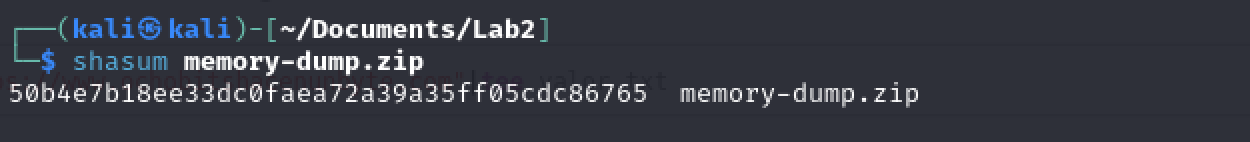 ┌──(kali㉿kali)-[~/Documents/Lab2]
└─$ shasum memory-dump.zip
50b4e7b18ee33dc0faea72a39a35ff05cdc86765  memory-dump.zip